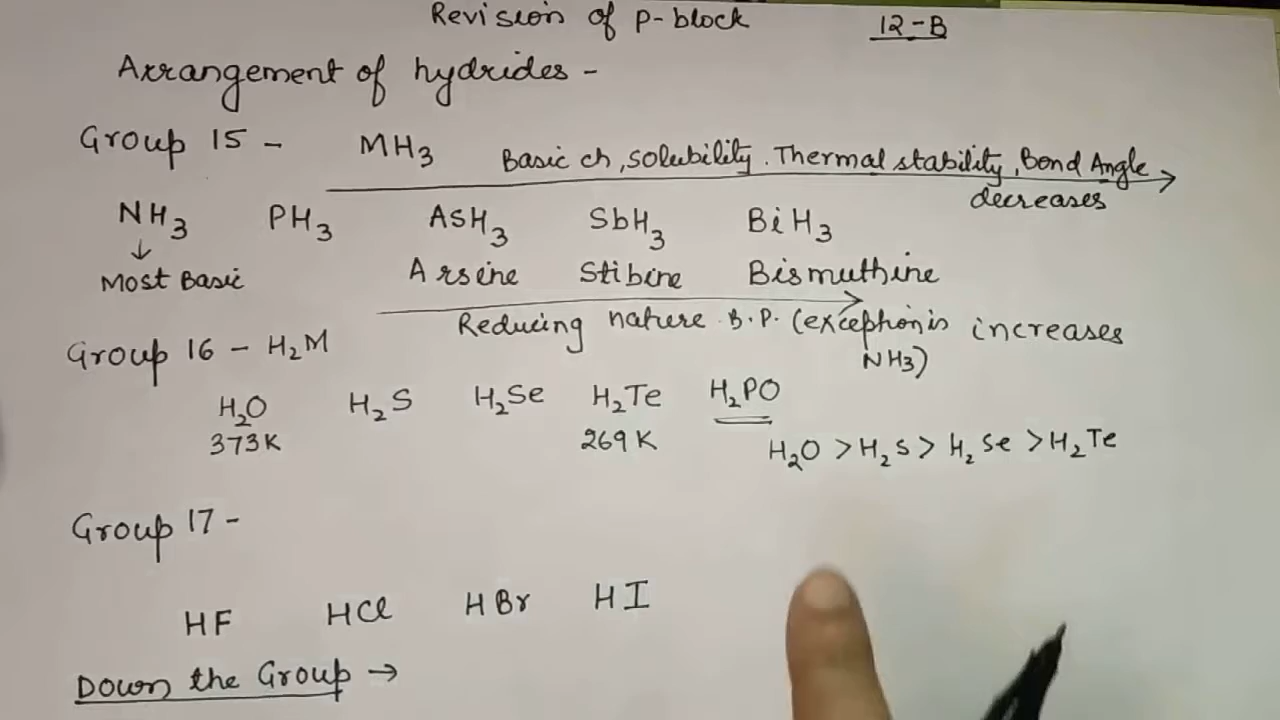 Revision of p-block 12-B
Arrangement of hydrides -
Group 15 - MH₃ Basic ch, solubility. Thermal stability, Bond Angle
decreases
NH₃ PH₃ AsH₃ SbH₃ BiH₃
↓
Most Basic Arsine Stibine Bismuthine
Reducing nature B.P. (exception is increases
NH3)
Group 16 - H₂M
H₂O H₂S H₂Se H₂Te H₂PO
373K 269K
H₂O > H₂S > H₂Se > H₂Te
Group 17 -
HF HCl HBr HI
Down the Group →